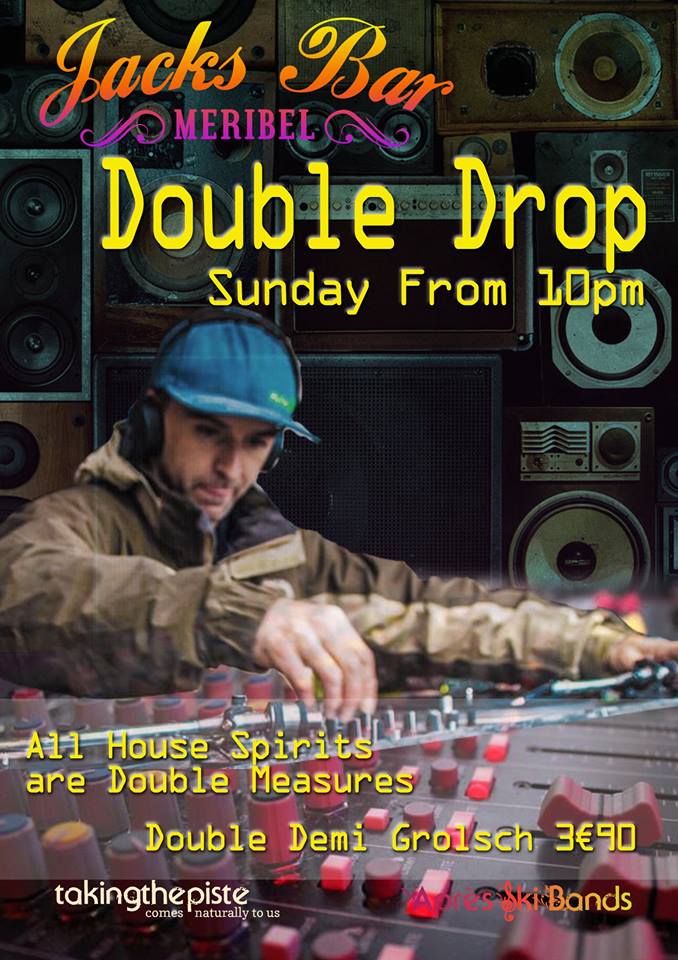 Jacks Bar
MERIBEL
Double Drop
Sunday From 10pm
All House Spirits
are Double Measures
Double Demi Grolsch 3€90
takingthepiste
comes naturally to us
Après Ski Bands